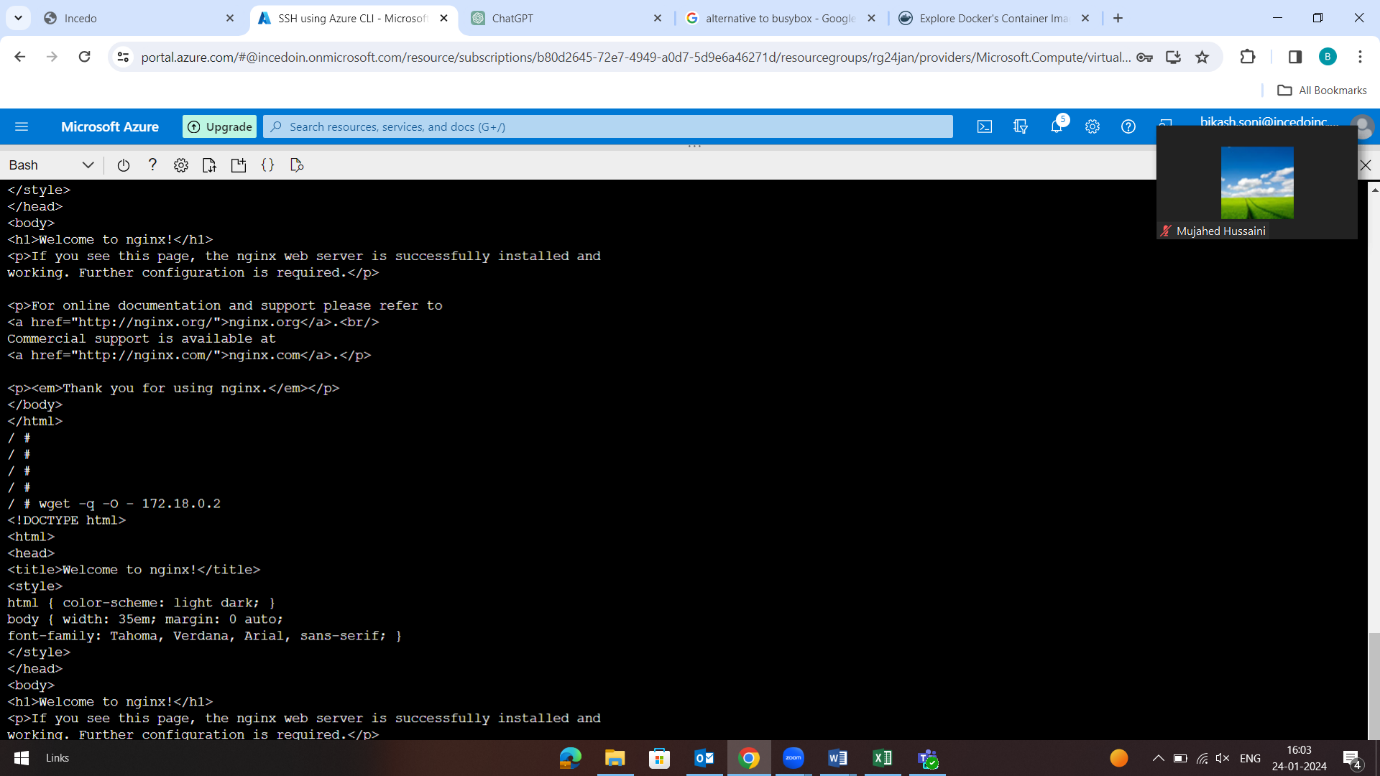 Incedo
SSH using Azure CLI - Microsoft
ChatGPT
alternative to busybox - Google
Explore Docker's Container Ima
portal.azure.com/#@incedoin.onmicrosoft.com/resource/subscriptions/b80d2645-72e7-4949-a0d7-5d9e6a46271d/resourcegroups/rg24jan/providers/Microsoft.Compute/virtual...
B
All Bookmarks
Microsoft Azure
Upgrade
Search resources, services, and docs (G+/)
5
bikash.soni@incedoinc....
Bash
Mujahed Hussaini
</style>
</head>
<body>
<h1>Welcome to nginx!</h1>
<p>If you see this page, the nginx web server is successfully installed and
working. Further configuration is required.</p>
<p>For online documentation and support please refer to
<a href="http://nginx.org/">nginx.org</a>.<br/>
Commercial support is available at
<a href="http://nginx.com/">nginx.com</a>.</p>
<p><em>Thank you for using nginx.</em></p>
</body>
</html>
/ #
/ #
/ #
/ #
/ # wget -q -O - 172.18.0.2
<!DOCTYPE html>
<html>
<head>
<title>Welcome to nginx!</title>
<style>
html { color-scheme: light dark; }
body { width: 35em; margin: 0 auto;
font-family: Tahoma, Verdana, Arial, sans-serif; }
</style>
</head>
<body>
<h1>Welcome to nginx!</h1>
<p>If you see this page, the nginx web server is successfully installed and
working. Further configuration is required.</p>
Links
zoom
ENG
16:03
24-01-2024
4